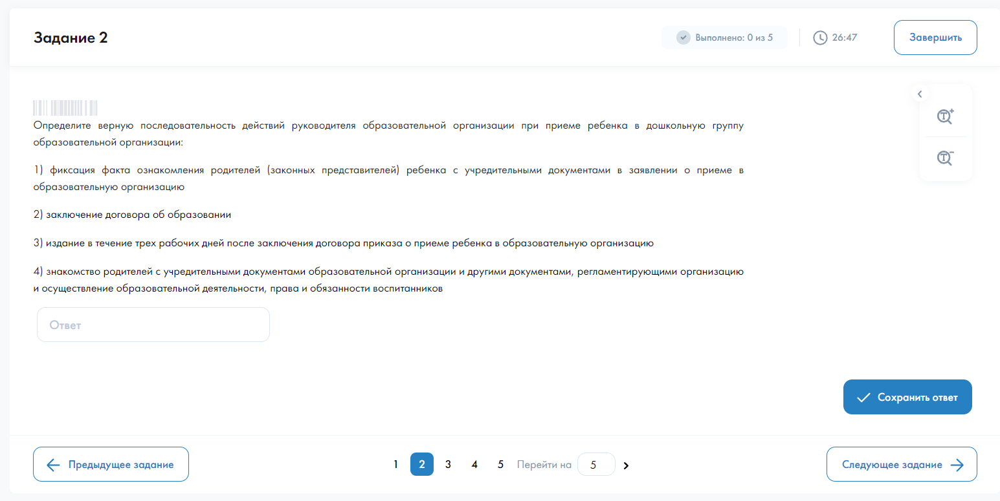 Задание 2
Выполнено: 0 из 5
26:47
Завершить
Определите верную последовательность действий руководителя образовательной организации при приеме ребенка в дошкольную группу
образовательной организации:
1) фиксация факта ознакомления родителей (законных представителей) ребенка с учредительными документами в заявлении о приеме в
образовательную организацию
2) заключение договора об образовании
3) издание в течение трех рабочих дней после заключения договора приказа о приеме ребенка в образовательную организацию
4) знакомство родителей с учредительными документами образовательной организации и другими документами, регламентирующими организацию
и осуществление образовательной деятельности, права и обязанности воспитанников
Ответ
Сохранить ответ
Предыдущее задание
1 2 3 4 5 Перейти на 5
Следующее задание